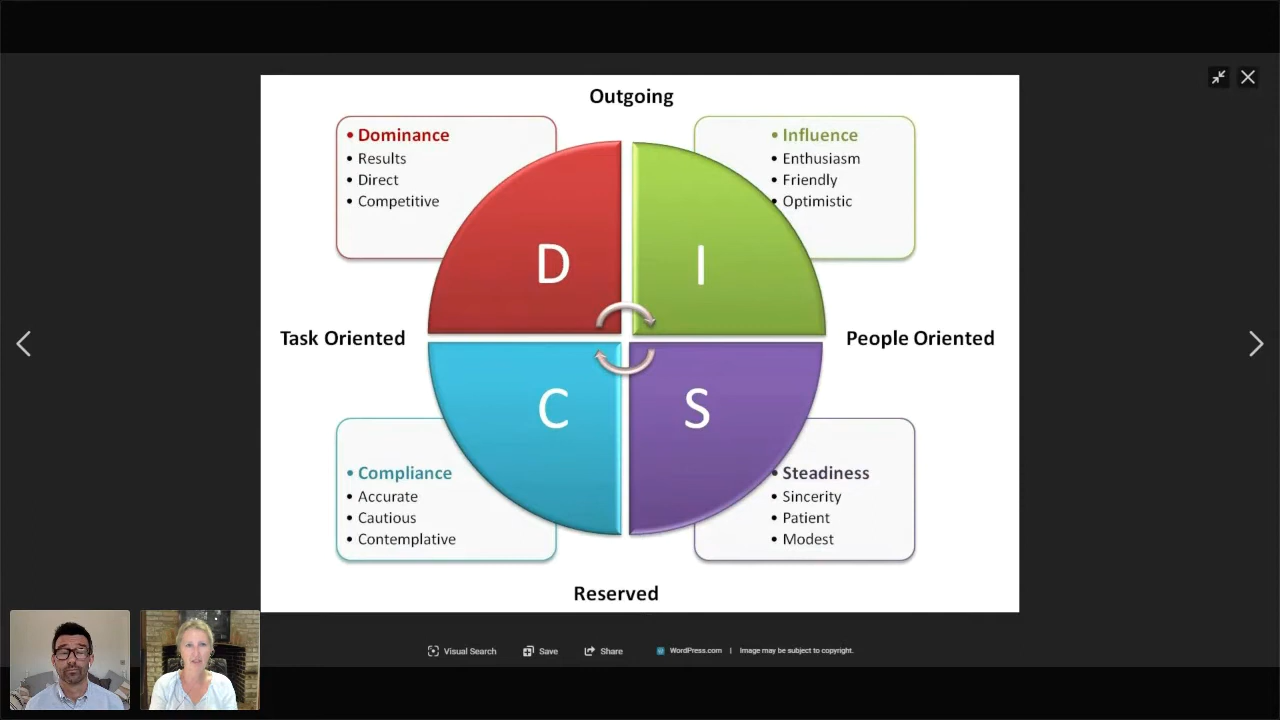 Outgoing
• Dominance
• Results
• Direct
• Competitive
• Influence
• Enthusiasm
• Friendly
• Optimistic
D
I
Task Oriented
People Oriented
C
S
• Compliance
• Accurate
• Cautious
• Contemplative
• Steadiness
• Sincerity
• Patient
• Modest
Reserved
Visual Search
Save
Share
WordPress.com | Image may be subject to copyright.